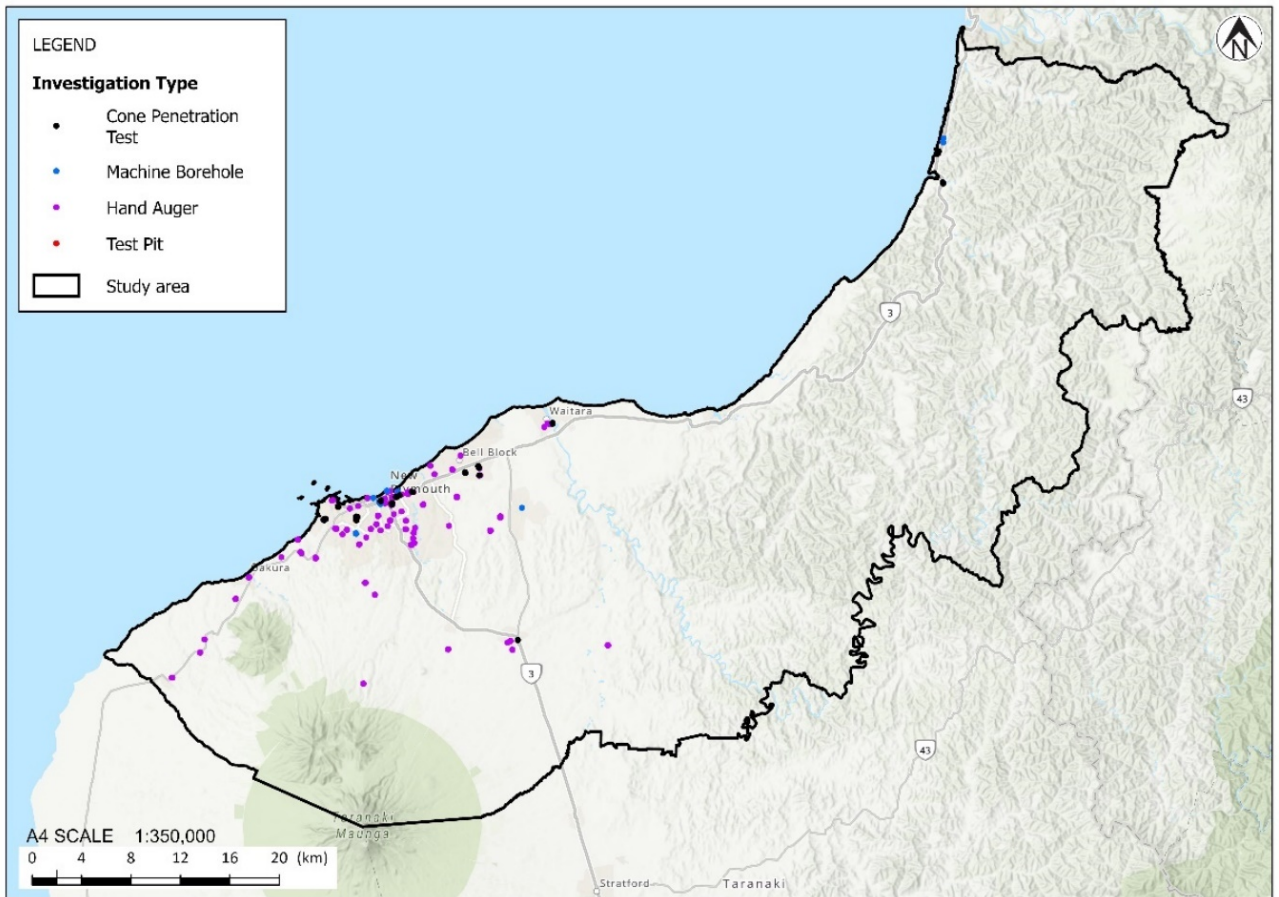 LEGEND
Investigation Type
Cone Penetration
Test
Machine Borehole
Hand Auger
Test Pit
Study area
N
3
43
Waitara
Bell Block
New
Plymouth
Oakura
3
43
Taranaki
Maunga
A4 SCALE 1:350,000
0 4 8 12 16 20 (km)
Stratford
Taranaki